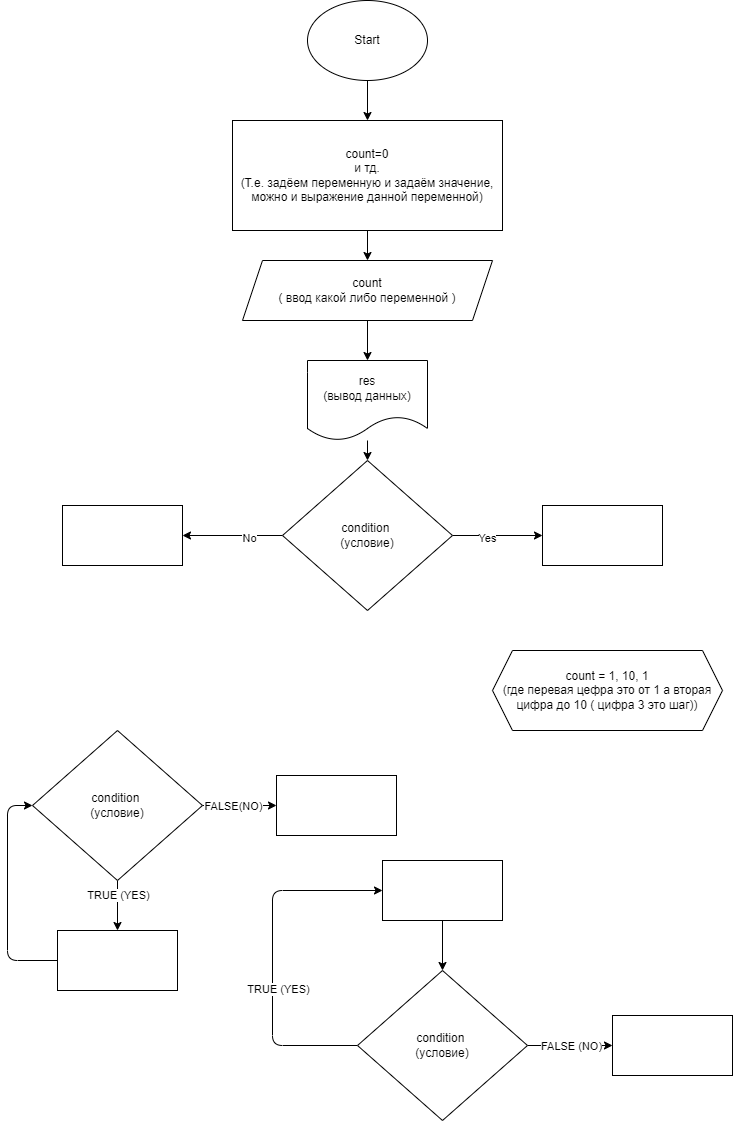 Start
count=0
и тд.
(Т.е. задёем переменную и задаём значение,
можно и выражение данной переменной)
count
( ввод какой либо переменной )
res
(вывод данных)
condition
(условие)
No
Yes
count = 1, 10, 1
(где перевая цефра это от 1 а вторая
цифра до 10 ( цифра 3 это шаг))
condition
(условие)
FALSE(NO)
TRUE (YES)
TRUE (YES)
condition
(условие)
FALSE (NO)